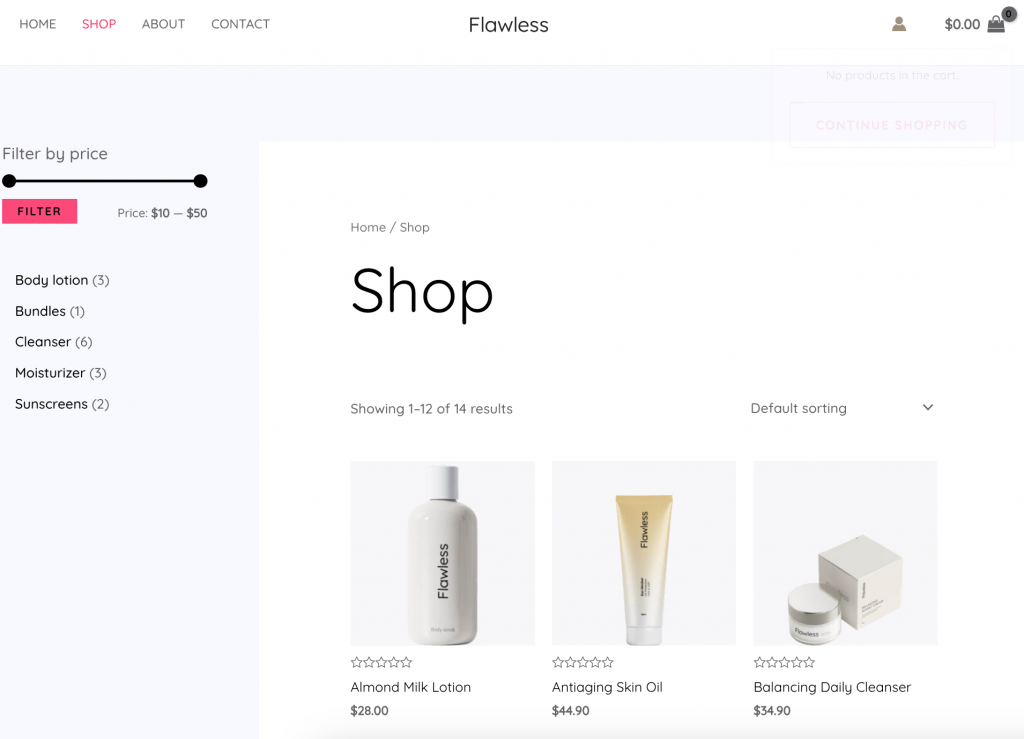 HOME SHOP ABOUT CONTACT
Flawless
$0.00 0
No products in the cart.
CONTINUE SHOPPING
Filter by price
FILTER
Price: $10 — $50
Body lotion (3)
Bundles (1)
Cleanser (6)
Moisturizer (3)
Sunscreens (2)
Home / Shop
Shop
Showing 1–12 of 14 results
Default sorting
Flawless
Body scrub
Flawless
Flawless
Almond Milk Lotion
$28.00
Antiaging Skin Oil
$44.90
Balancing Daily Cleanser
$34.90